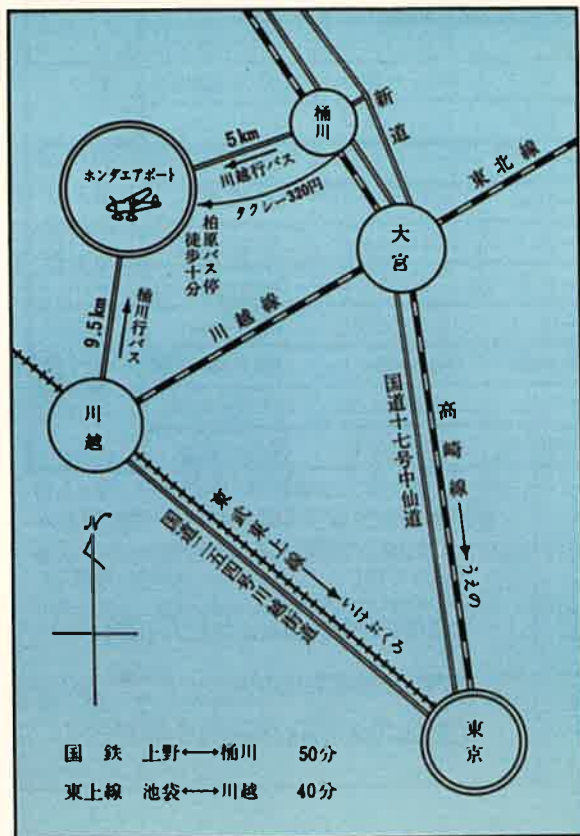 桶川
新道
5km
川越行バス
タクシー320円
ホンダエアポート
柏原バス停
徒歩十分
東北線
大宮
9.5km
桶川行バス
川越線
川越
国道十七号中仙道
高崎線→うえの
東武東上線→いけぶくろ
国道二五四号川越街道
N
東京
国鉄 上野←→桶川 50分
東上線 池袋←→川越 40分